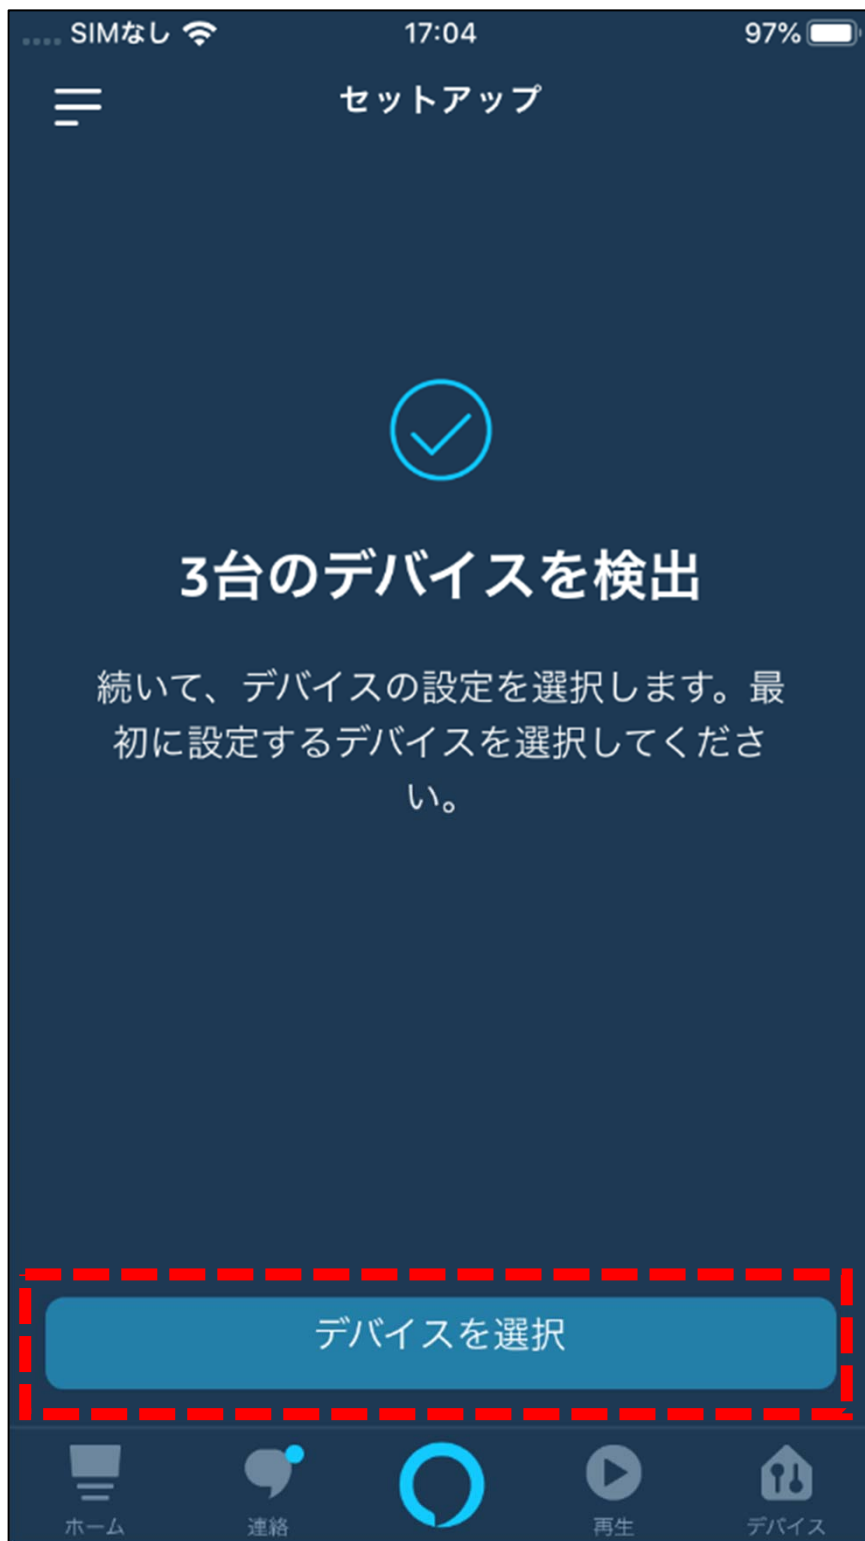 SIMなし 17:04 97%
セットアップ
3台のデバイスを検出
続いて、デバイスの設定を選択します。最
初に設定するデバイスを選択してくださ
い。
デバイスを選択
ホーム 連絡 再生 デバイス